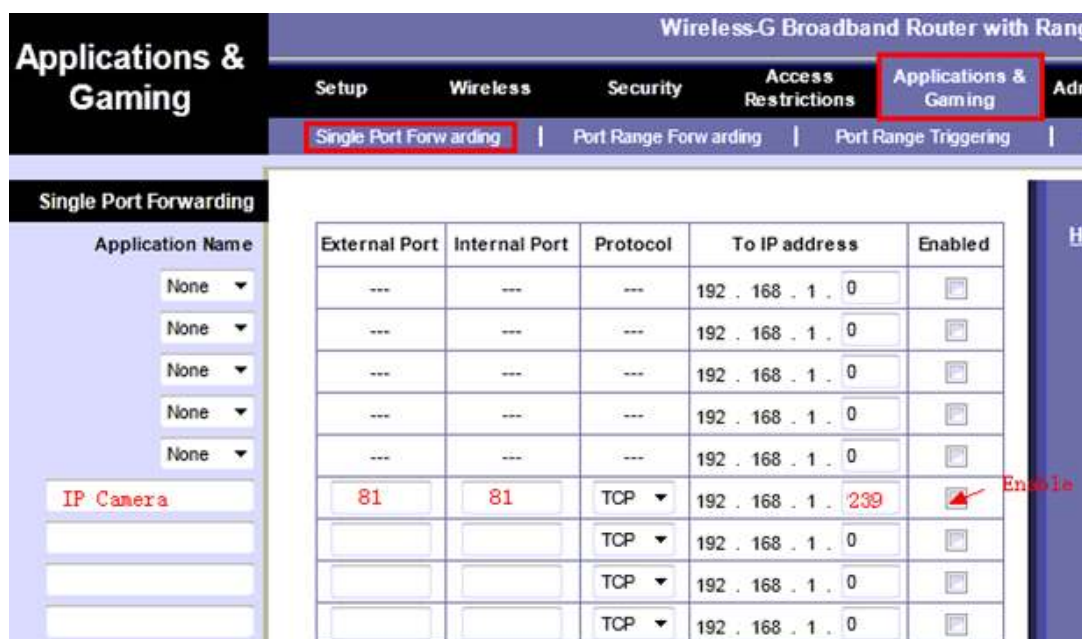 Wireless-G Broadband Router with
Applications & Gaming
Setup Wireless Security Access Restrictions Applications & Gaming
Single Port Forwarding | Port Range Forwarding | Port Range Triggering |
Single Port Forwarding
Application Name External Port Internal Port Protocol To IP address Enabled
None --- --- --- 192 . 168 . 1 . 0
None --- --- --- 192 . 168 . 1 . 0
None --- --- --- 192 . 168 . 1 . 0
None --- --- --- 192 . 168 . 1 . 0
None --- --- --- 192 . 168 . 1 . 0
IP Camera 81 81 TCP 192 . 168 . 1 . 239 Enable
TCP 192 . 168 . 1 . 0
TCP 192 . 168 . 1 . 0
TCP 192 . 168 . 1 . 0